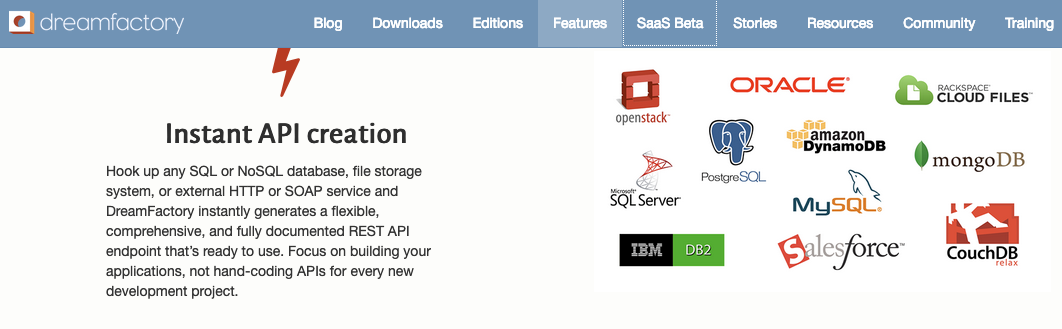 dreamfactory
Blog Downloads Editions Features SaaS Beta Stories Resources Community Training
Instant API creation
Hook up any SQL or NoSQL database, file storage
system, or external HTTP or SOAP service and
DreamFactory instantly generates a flexible,
comprehensive, and fully documented REST API
endpoint that's ready to use. Focus on building your
applications, not hand-coding APIs for every new
development project.
openstack™
ORACLE®
RACKSPACE®
CLOUD FILES™
PostgreSQL
amazon
DynamoDB
mongoDB
Microsoft®
SQL Server®
MySQL®
IBM DB2
salesforce™
CouchDB
relax